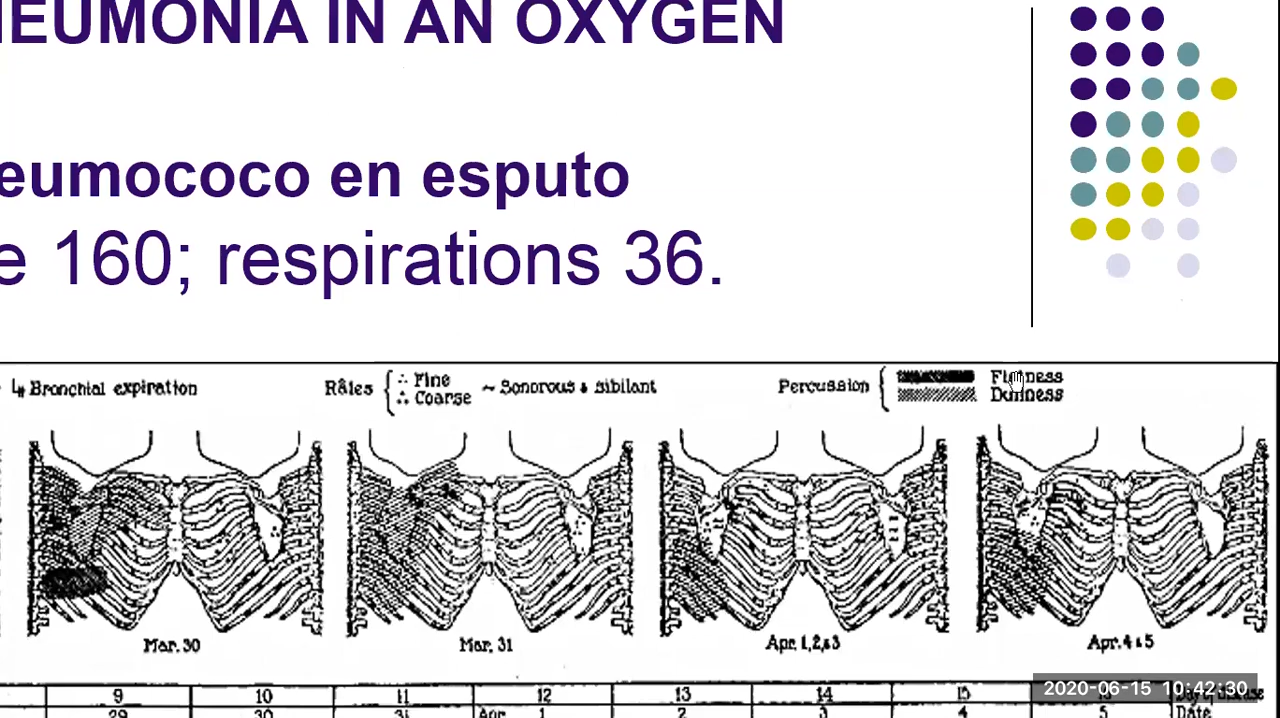 EUMONIA IN AN OXYGEN
eumococo en esputo
e 160; respirations 36.
Bronchial expiration
Râles
Fine
Coarse
~ Sonorous & sibilant
Percussion
Dullness
Mar. 30
Mar. 31
Apr. 1, 2, & 3
Apr. 4 & 5
9 10 11 12 13 14 15
29 30 31 Apr. 1 2 3 4 5 Date
2020-06-15 10:42:30